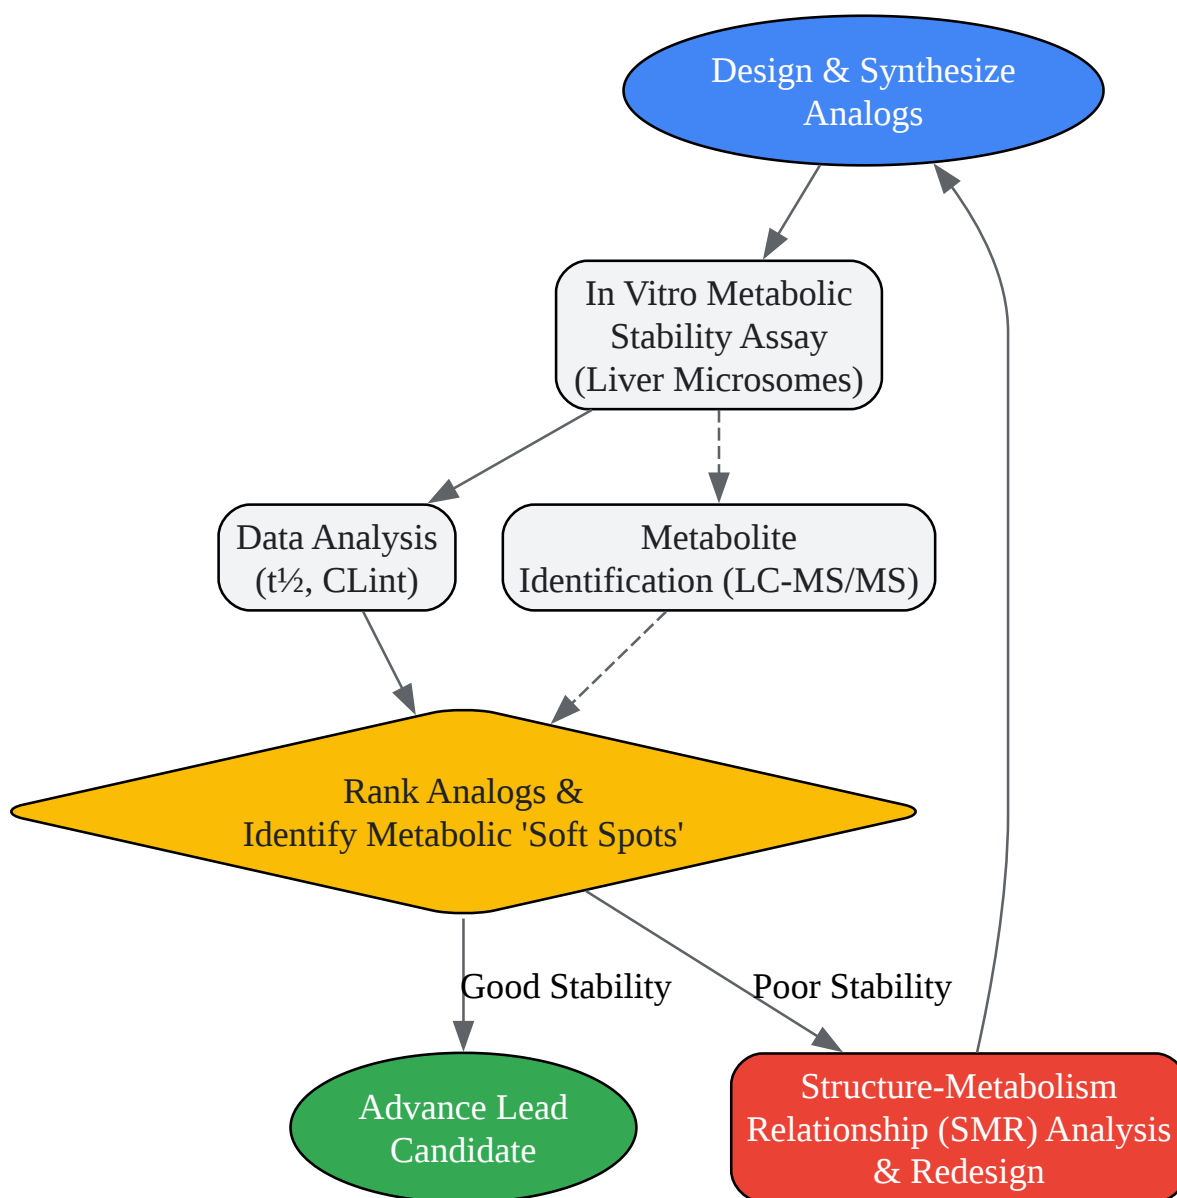 Design & Synthesize
Analogs
In Vitro Metabolic
Stability Assay
(Liver Microsomes)
Data Analysis
(t½, CLint)
Metabolite
Identification (LC-MS/MS)
Rank Analogs &
Identify Metabolic 'Soft Spots'
Good Stability
Poor Stability
Advance Lead
Candidate
Structure-Metabolism
Relationship (SMR) Analysis
& Redesign